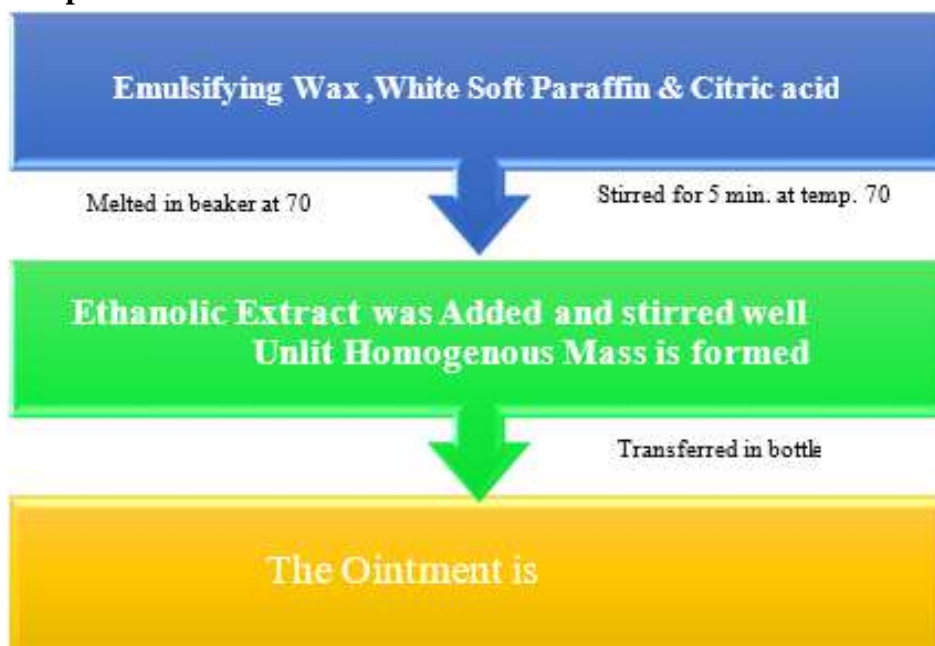 Emulsifying Wax ,White Soft Paraffin & Citric acid
Melted in beaker at 70
Stirred for 5 min. at temp. 70
Ethanolic Extract was Added and stirred well
Unlit Homogenous Mass is formed
Transferred in bottle
The Ointment is